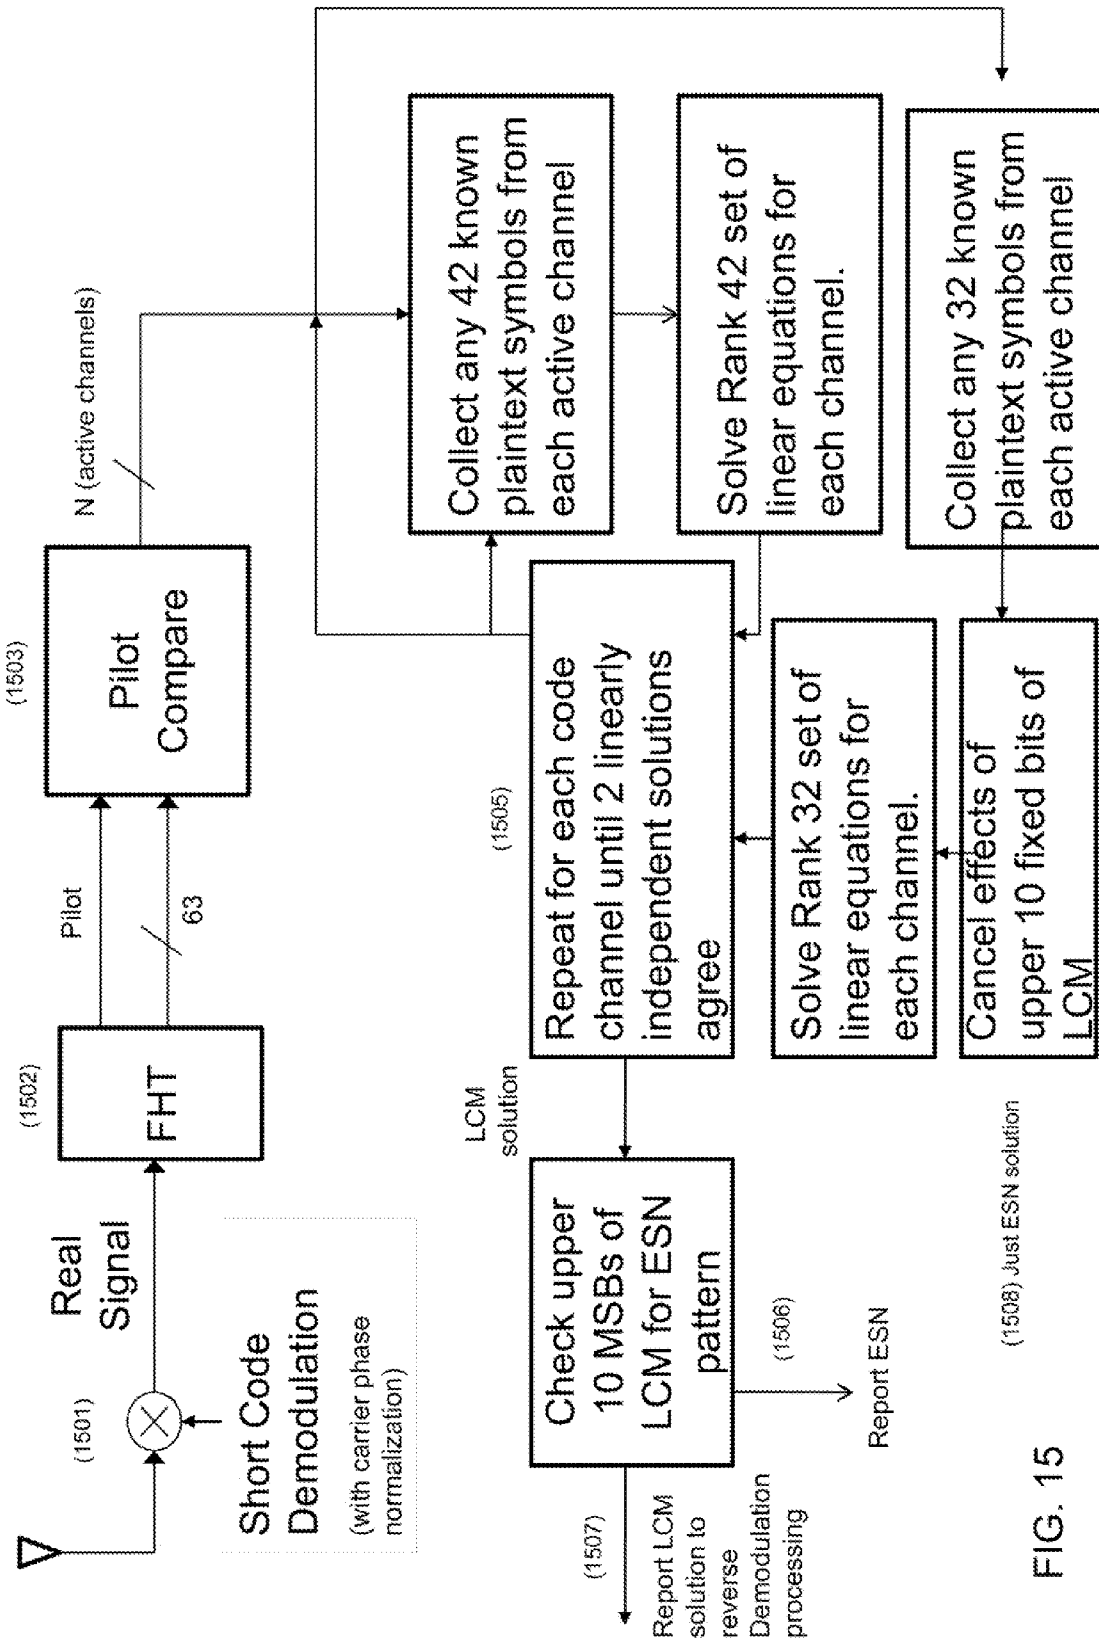 (1501)
Real
Signal
Short Code
Demodulation
(with carrier phase
normalization)
(1502)
FHT
Pilot
63
(1503)
Pilot
Compare
N (active channels)
Collect any 42 known
plaintext symbols from
each active channel
Solve Rank 42 set of
linear equations for
each channel.
Collect any 32 known
plaintext symbols from
each active channel
Cancel effects of
upper 10 fixed bits of
LCM
Solve Rank 32 set of
linear equations for
each channel.
(1505)
Repeat for each code
channel until 2 linearly
independent solutions
agree
LCM
solution
Check upper
10 MSBs of
LCM for ESN
pattern
(1506)
Report ESN
(1507)
Report LCM
solution to
reverse
Demodulation
processing
(1508) Just ESN solution
FIG. 15